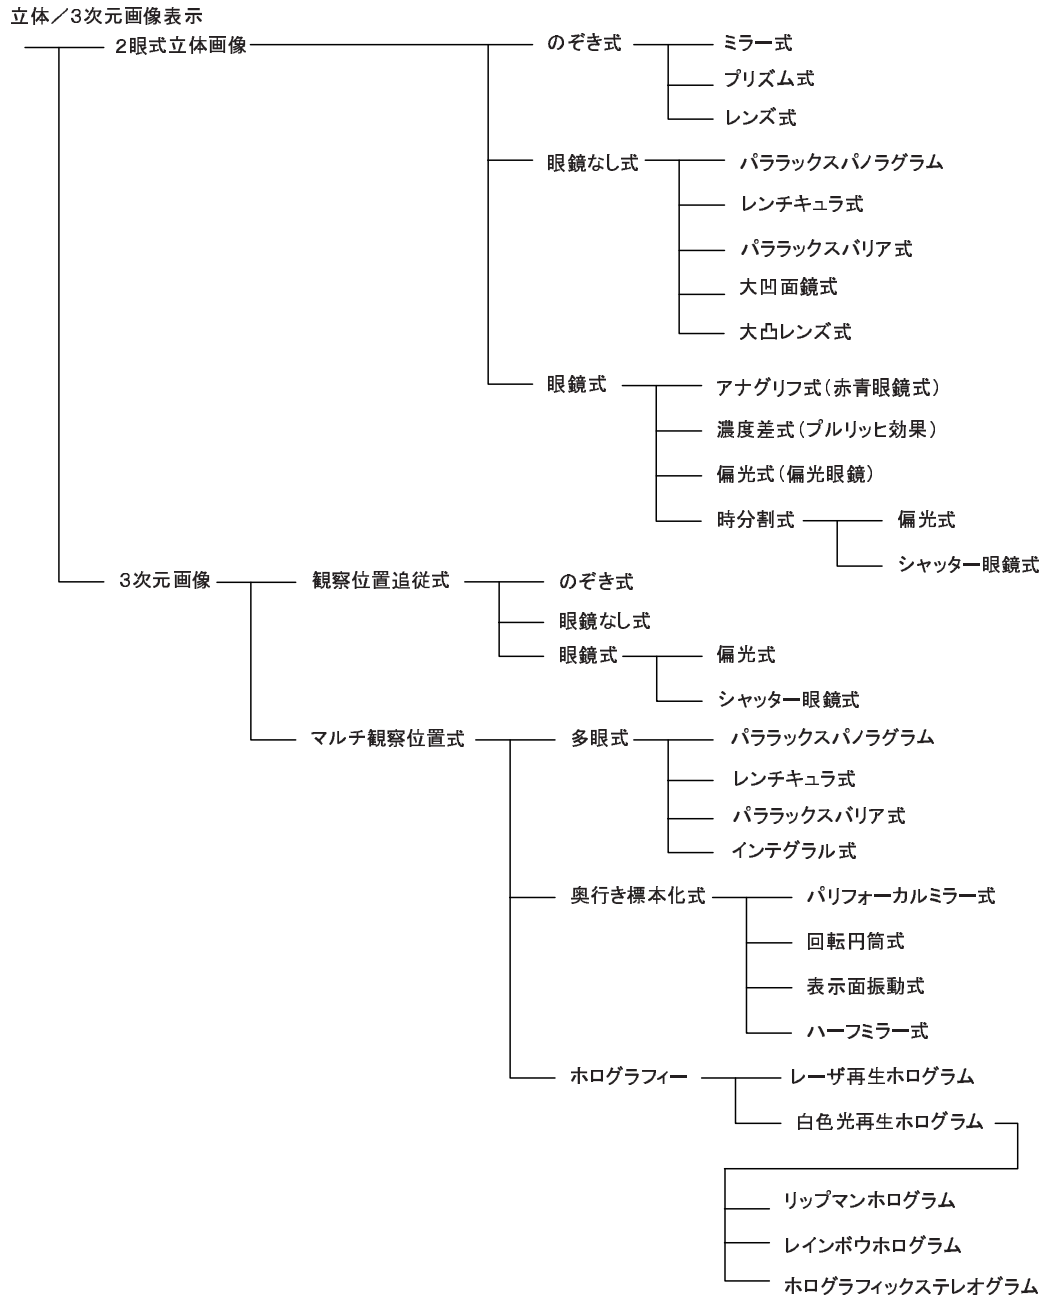 立体／3次元画像表示
2眼式立体画像
のぞき式
ミラー式
プリズム式
レンズ式
眼鏡なし式
パララックスパノラグラム
レンチキュラ式
パララックスバリア式
大凹面鏡式
大凸レンズ式
眼鏡式
アナグリフ式（赤青眼鏡式）
濃度差式（プルリッヒ効果）
偏光式（偏光眼鏡）
時分割式
偏光式
シャッター眼鏡式
3次元画像
観察位置追従式
のぞき式
眼鏡なし式
眼鏡式
偏光式
シャッター眼鏡式
マルチ観察位置式
多眼式
パララックスパノラグラム
レンチキュラ式
パララックスバリア式
インテグラル式
奥行き標本化式
バリフォーカルミラー式
回転円筒式
表示面振動式
ハーフミラー式
ホログラフィー
レーザ再生ホログラム
白色光再生ホログラム
リップマンホログラム
レインボウホログラム
ホログラフィックステレオグラム